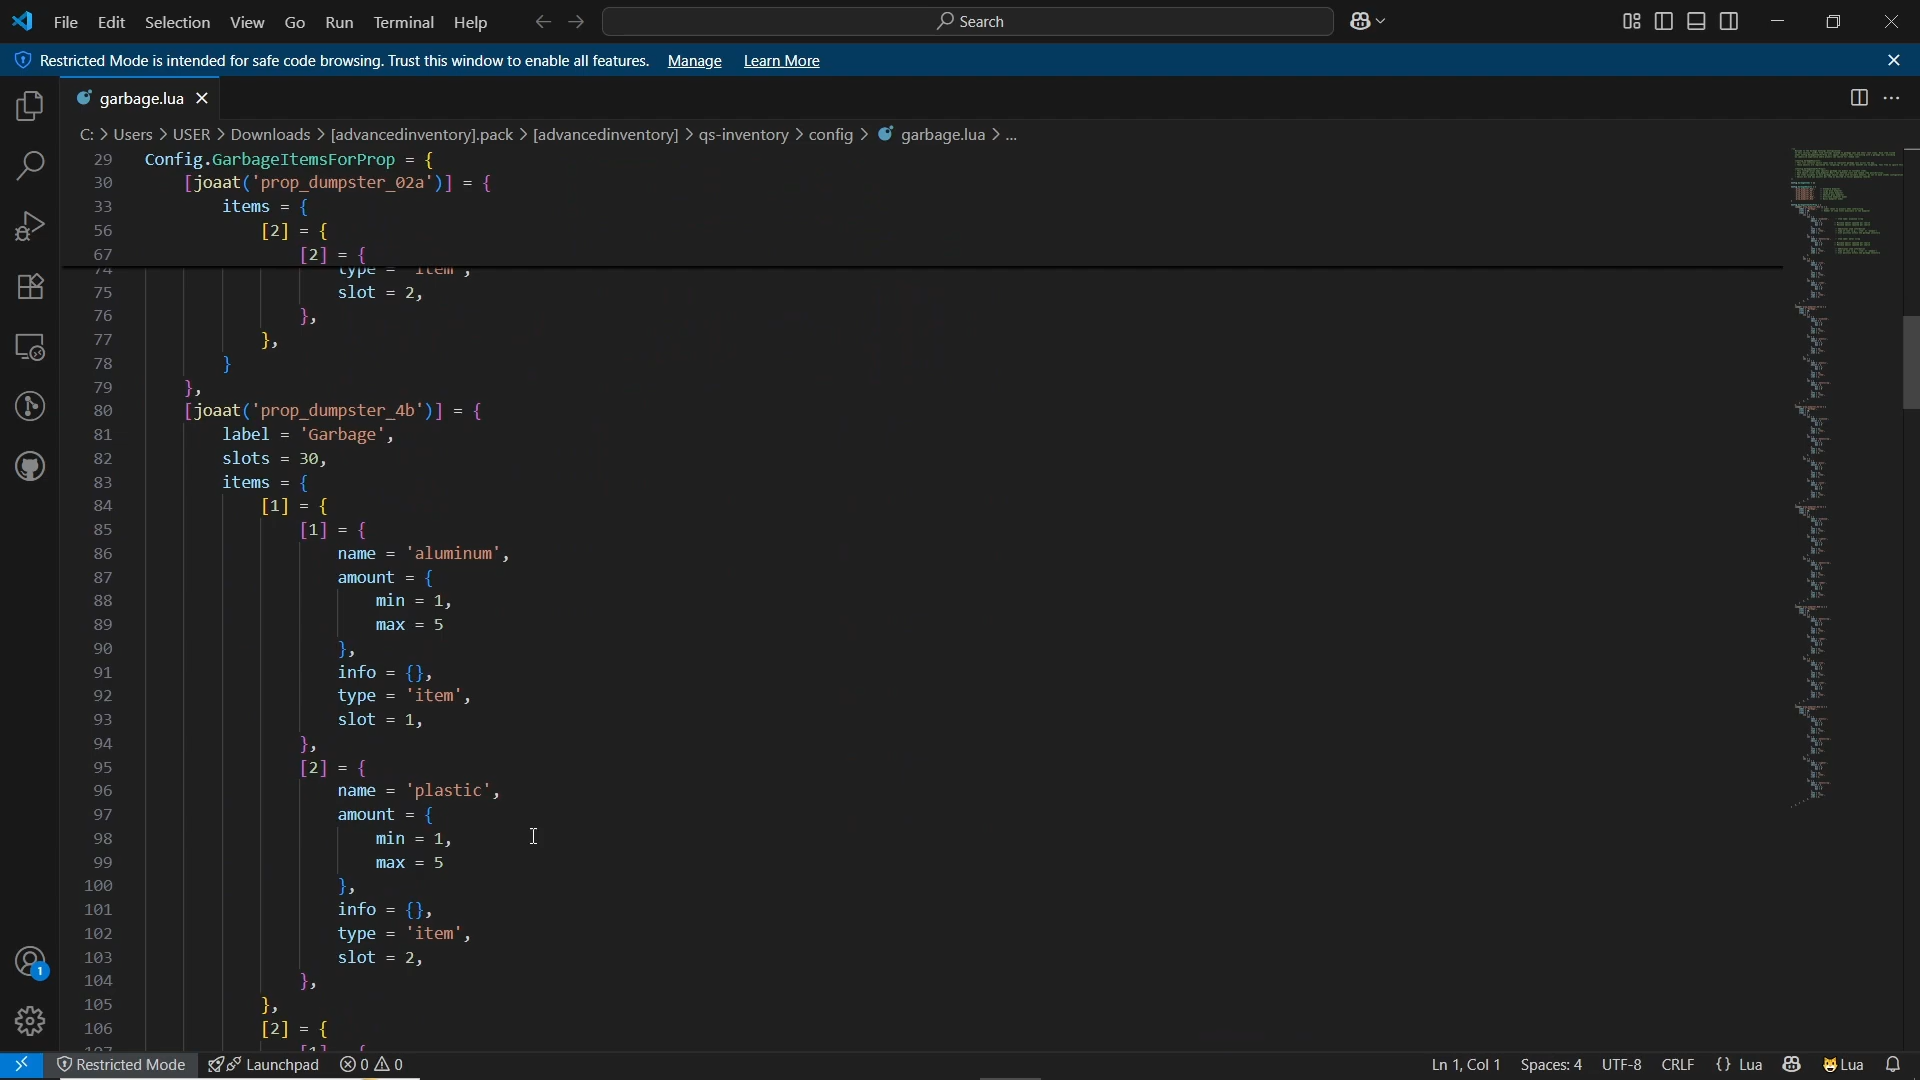 File Edit Selection View Go Run Terminal Help
Search
Restricted Mode is intended for safe code browsing. Trust this window to enable all features. Manage Learn More
garbage.lua
C: > Users > USER > Downloads > [advancedinventory].pack > [advancedinventory] > qs-inventory > config > garbage.lua > ...
29 Config.GarbageItemsForProp = {
30 [joaat('prop_dumpster_02a')] = {
33 items = {
56 [2] = {
67 [2] = {
74 type = 'item',
75 slot = 2,
76 },
77 },
78 }
79 },
80 [joaat('prop_dumpster_4b')] = {
81 label = 'Garbage',
82 slots = 30,
83 items = {
84 [1] = {
85 [1] = {
86 name = 'aluminum',
87 amount = {
88 min = 1,
89 max = 5
90 },
91 info = {},
92 type = 'item',
93 slot = 1,
94 },
95 [2] = {
96 name = 'plastic',
97 amount = {
98 min = 1,
99 max = 5
100 },
101 info = {},
102 type = 'item',
103 slot = 2,
104 },
105 },
106 [2] = {
107 [1] = {
1
Restricted Mode Launchpad 0 0 Ln 1, Col 1 Spaces: 4 UTF-8 CRLF {} Lua Lua